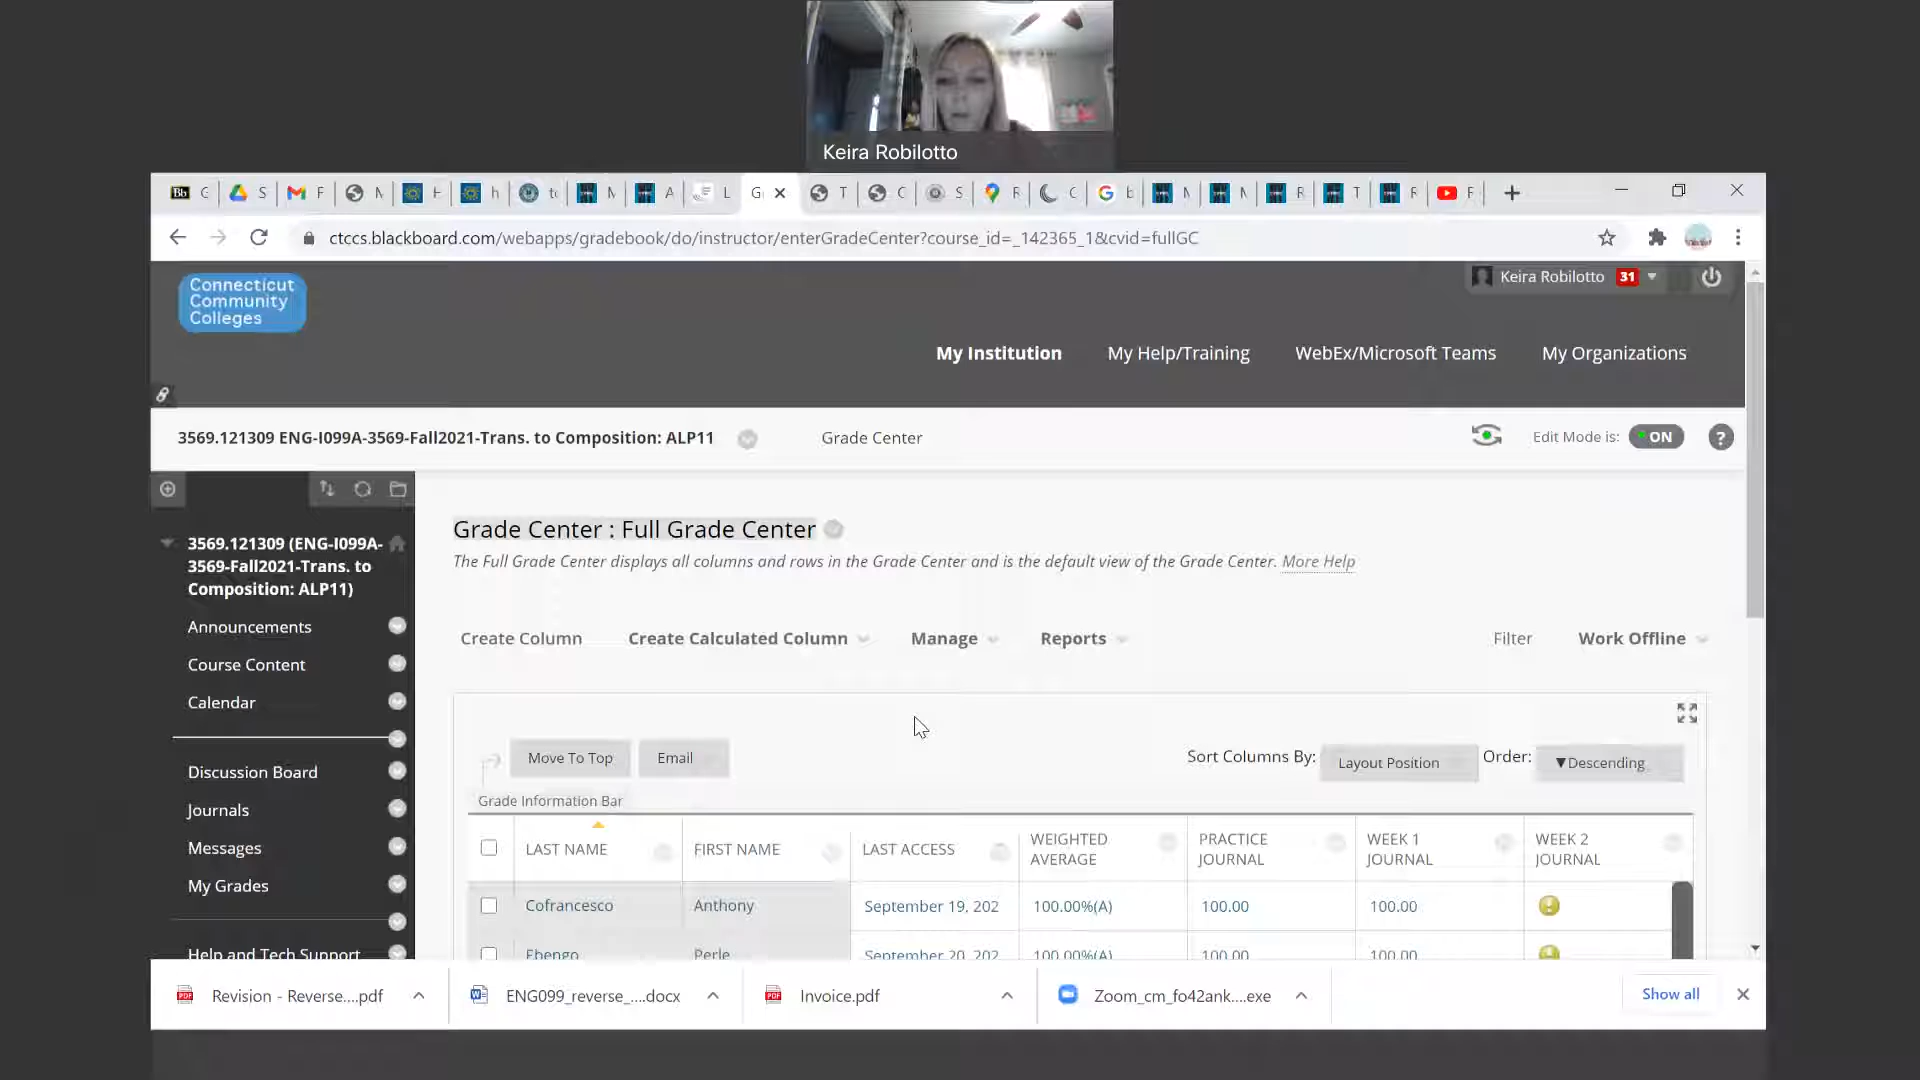 Keira Robilotto
Bb
ctccs.blackboard.com/webapps/gradebook/do/instructor/enterGradeCenter?course_id=_142365_1&cvid=fullGC
Connecticut
Community
Colleges
Keira Robilotto 31
My Institution My Help/Training WebEx/Microsoft Teams My Organizations
3569.121309 ENG-I099A-3569-Fall2021-Trans. to Composition: ALP11 Grade Center Edit Mode is: ON ?
3569.121309 (ENG-I099A-
3569-Fall2021-Trans. to
Composition: ALP11)
Announcements
Course Content
Calendar
Discussion Board
Journals
Messages
My Grades
Help and Tech Support
Grade Center : Full Grade Center
The Full Grade Center displays all columns and rows in the Grade Center and is the default view of the Grade Center. More Help
Create Column Create Calculated Column Manage Reports Filter Work Offline
Move To Top Email Sort Columns By: Layout Position Order: ▼Descending
Grade Information Bar
LAST NAME FIRST NAME LAST ACCESS WEIGHTED AVERAGE PRACTICE JOURNAL WEEK 1 JOURNAL WEEK 2 JOURNAL
Cofrancesco Anthony September 19, 202 100.00%(A) 100.00 100.00
Ebengo Perle September 20, 202 100.00%(A) 100.00 100.00
Revision - Reverse....pdf ENG099_reverse_....docx Invoice.pdf Zoom_cm_fo42ank....exe Show all